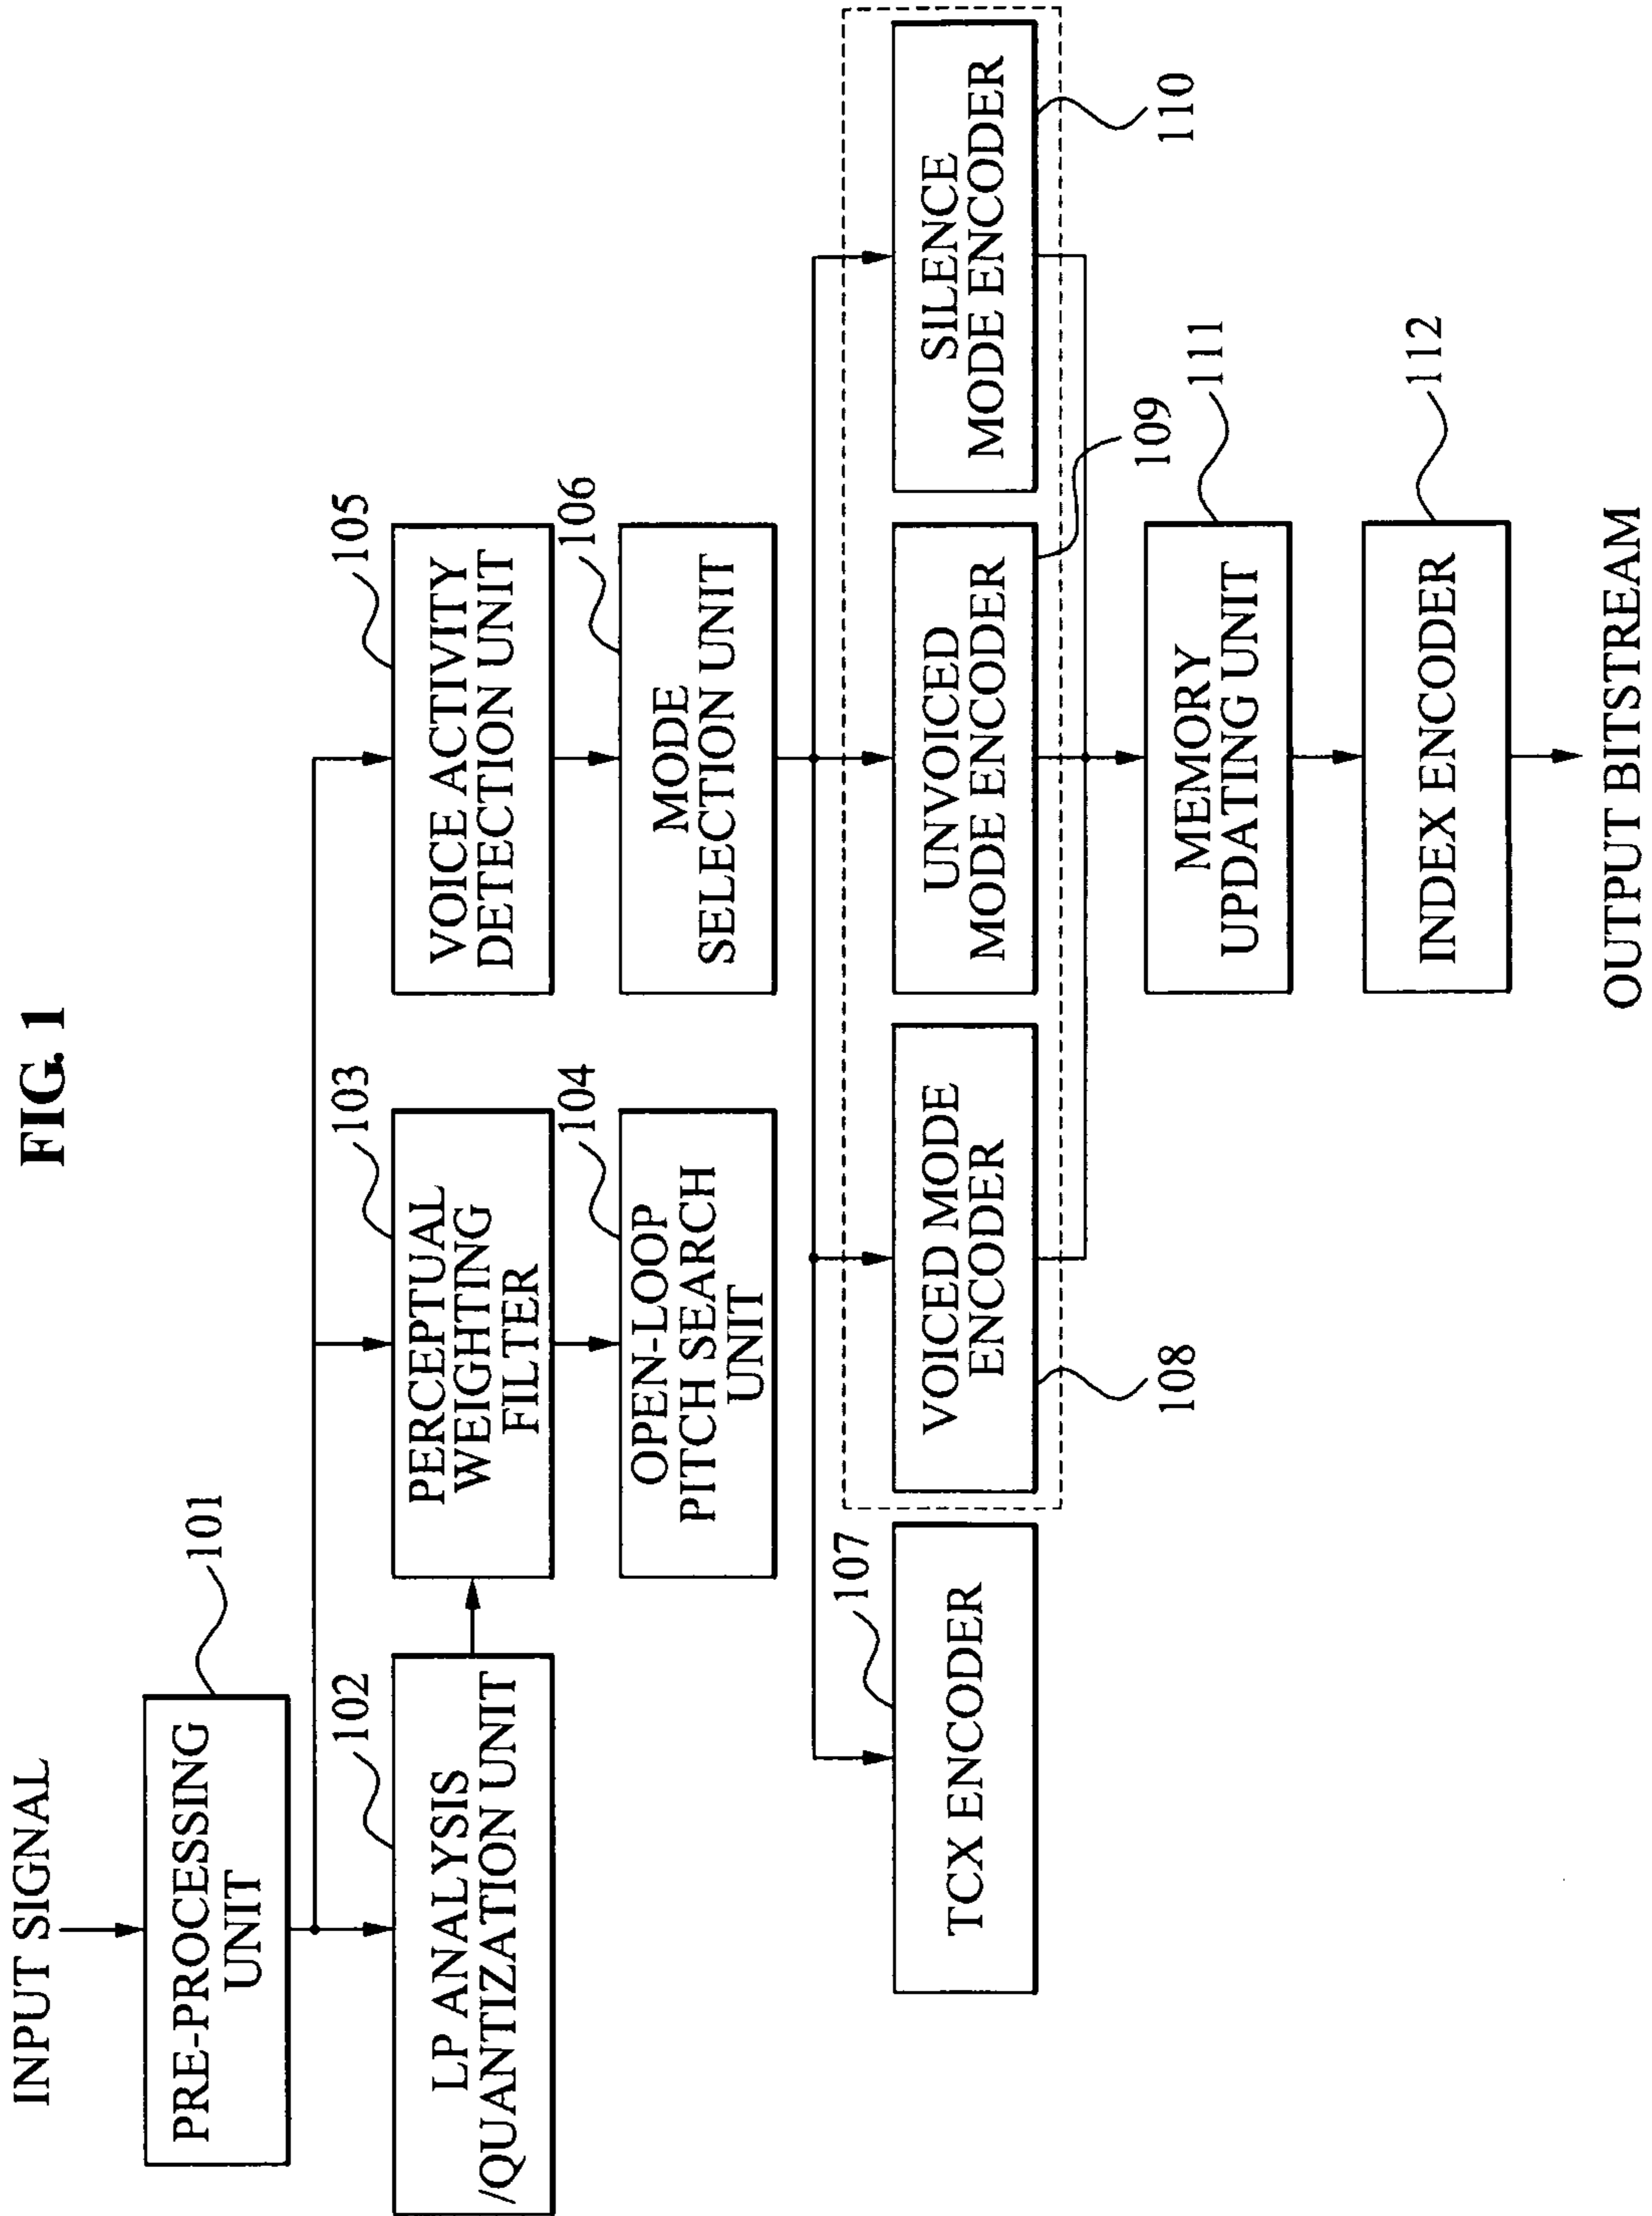 FIG. 1
INPUT SIGNAL
PRE-PROCESSING
UNIT
101
LP ANALYSIS
/QUANTIZATION UNIT
102
PERCEPTUAL
WEIGHTING
FILTER
103
OPEN-LOOP
PITCH SEARCH
UNIT
104
VOICE ACTIVITY
DETECTION UNIT
105
MODE
SELECTION UNIT
106
TCX ENCODER
107
VOICED MODE
ENCODER
108
UNVOICED
MODE ENCODER
109
SILENCE
MODE ENCODER
110
MEMORY
UPDATING UNIT
111
INDEX ENCODER
112
OUTPUT BITSTREAM